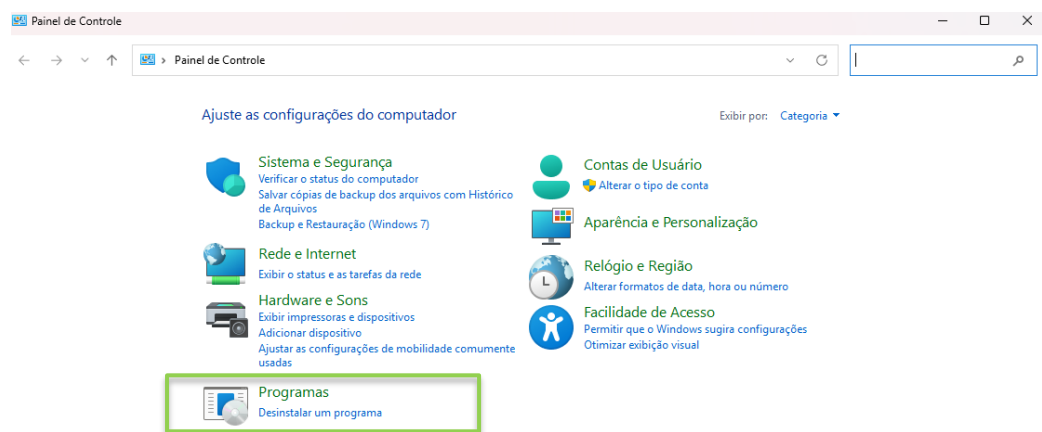 Painel de Controle
Painel de Controle
Ajuste as configurações do computador
Exibir por: Categoria
Sistema e Segurança
Verificar o status do computador
Salvar cópias de backup dos arquivos com Histórico
de Arquivos
Backup e Restauração (Windows 7)
Rede e Internet
Exibir o status e as tarefas da rede
Hardware e Sons
Exibir impressoras e dispositivos
Adicionar dispositivo
Ajustar as configurações de mobilidade comumente
usadas
Programas
Desinstalar um programa
Contas de Usuário
Alterar o tipo de conta
Aparência e Personalização
Relógio e Região
Alterar formatos de data, hora ou número
Facilidade de Acesso
Permitir que o Windows sugira configurações
Otimizar exibição visual